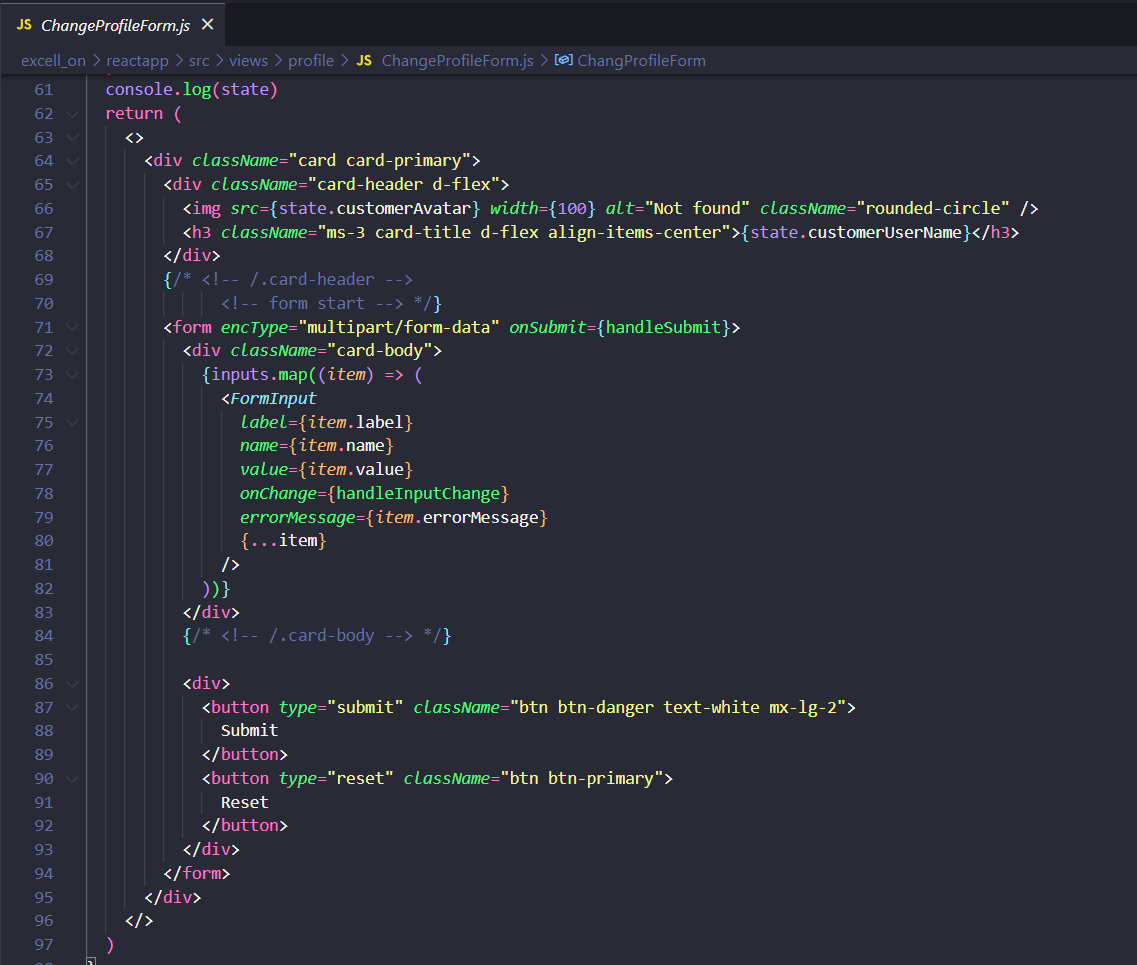 JS ChangeProfileForm.js ×
excell_on > reactapp > src > views > profile > JS ChangeProfileForm.js > ChangProfileForm
61 console.log(state)
62 return (
63 <>
64 <div className="card card-primary">
65 <div className="card-header d-flex">
66 <img src={state.customerAvatar} width={100} alt="Not found" className="rounded-circle" />
67 <h3 className="ms-3 card-title d-flex align-items-center">{state.customerUserName}</h3>
68 </div>
69 {/* <!-- /.card-header -->
70 <!-- form start --> */}
71 <form encType="multipart/form-data" onSubmit={handleSubmit}>
72 <div className="card-body">
73 {inputs.map((item) => (
74 <FormInput
75 label={item.label}
76 name={item.name}
77 value={item.value}
78 onChange={handleInputChange}
79 errorMessage={item.errorMessage}
80 {...item}
81 />
82 ))}
83 </div>
84 {/* <!-- /.card-body --> */}
85
86 <div>
87 <button type="submit" className="btn btn-danger text-white mx-lg-2">
88 Submit
89 </button>
90 <button type="reset" className="btn btn-primary">
91 Reset
92 </button>
93 </div>
94 </form>
95 </div>
96 </>
97 )